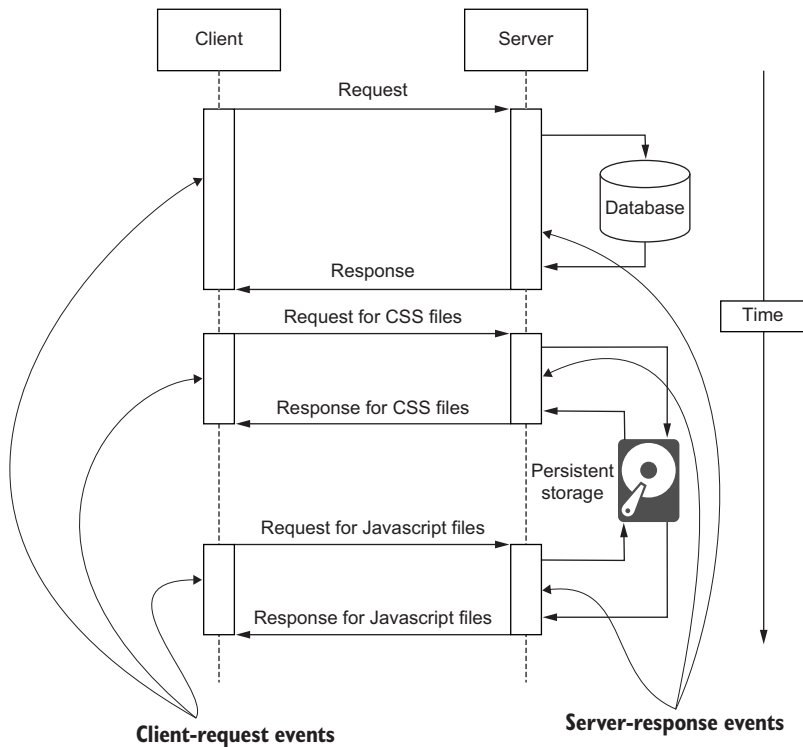 Client
Server
Request
Database
Response
Request for CSS files
Time
Response for CSS files
Persistent
storage
Request for Javascript files
Response for Javascript files
Client-request events
Server-response events